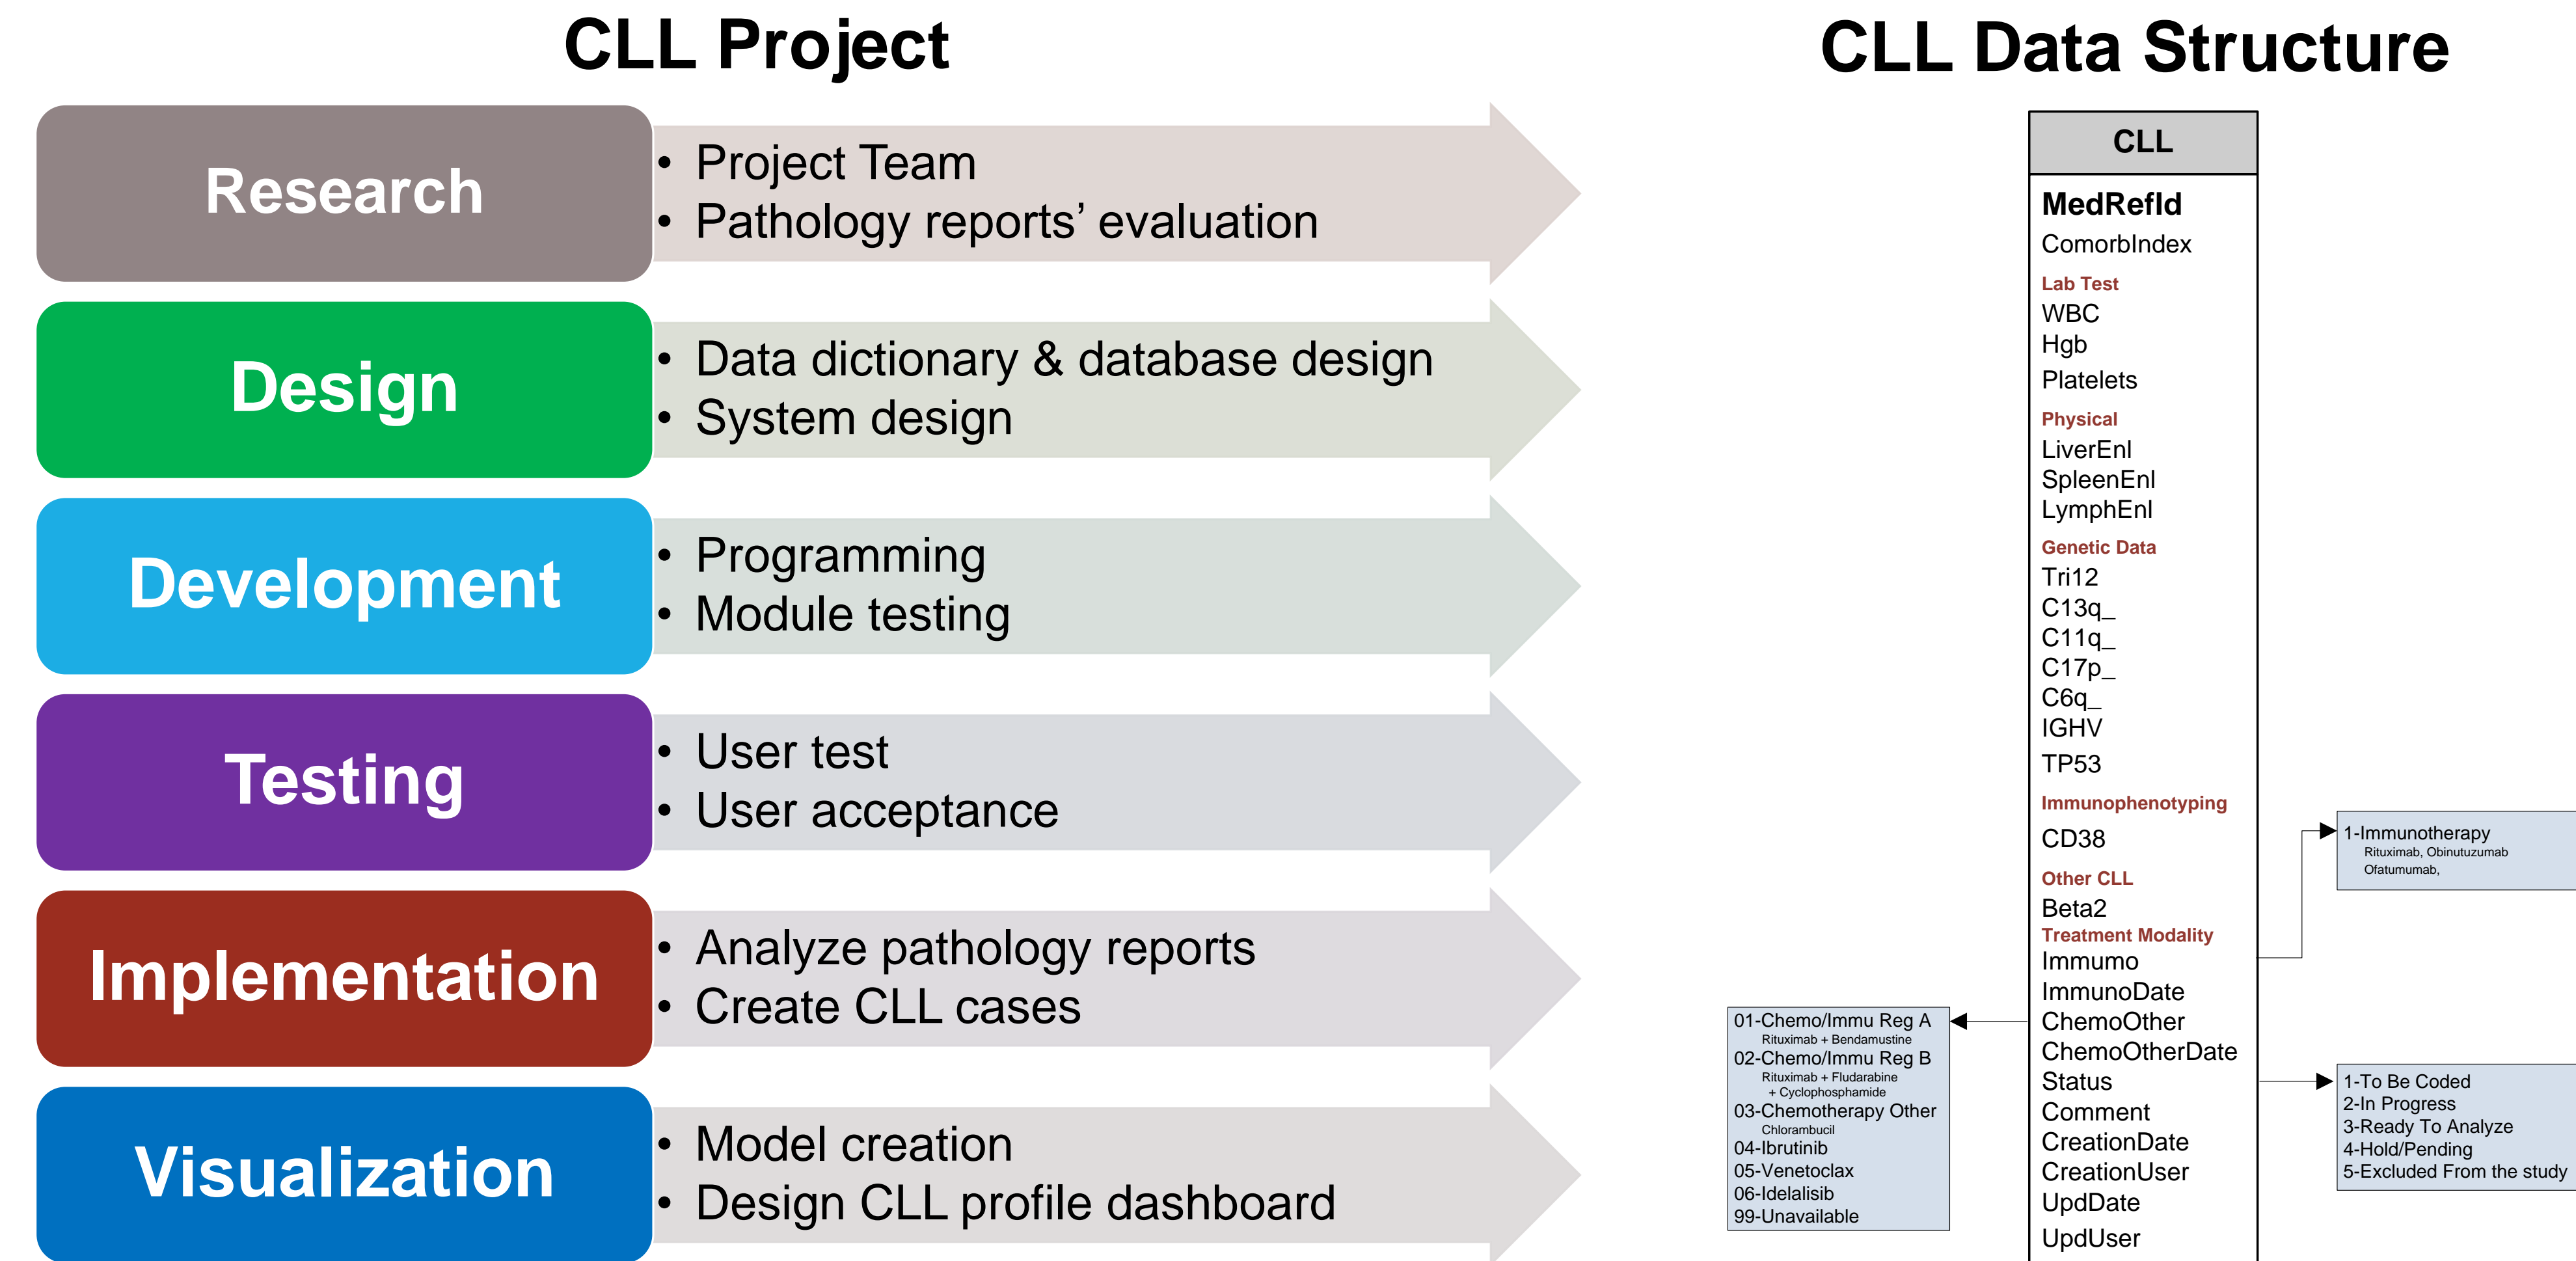 CLL Project
Research
• Project Team
• Pathology reports’ evaluation
Design
• Data dictionary & database design
• System design
Development
• Programming
• Module testing
Testing
• User test
• User acceptance
Implementation
• Analyze pathology reports
• Create CLL cases
Visualization
• Model creation
• Design CLL profile dashboard
CLL Data Structure
CLL
MedRefId
ComorbIndex
Lab Test
WBC
Hgb
Platelets
Physical
LiverEnl
SpleenEnl
LymphEnl
Genetic Data
Tri12
C13q_
C11q_
C17p_
C6q_
IGHV
TP53
Immunophenotyping
CD38
Other CLL
Beta2
Treatment Modality
Immumo
ImmunoDate
ChemoOther
ChemoOtherDate
Status
Comment
CreationDate
CreationUser
UpdDate
UpdUser
1-Immunotherapy
Rituximab, Obinutuzumab
Ofatumumab,
01-Chemo/Immu Reg A
Rituximab + Bendamustine
02-Chemo/Immu Reg B
Rituximab + Fludarabine
+ Cyclophosphamide
03-Chemotherapy Other
Chlorambucil
04-Ibrutinib
05-Venetoclax
06-Idelalisib
99-Unavailable
1-To Be Coded
2-In Progress
3-Ready To Analyze
4-Hold/Pending
5-Excluded From the study